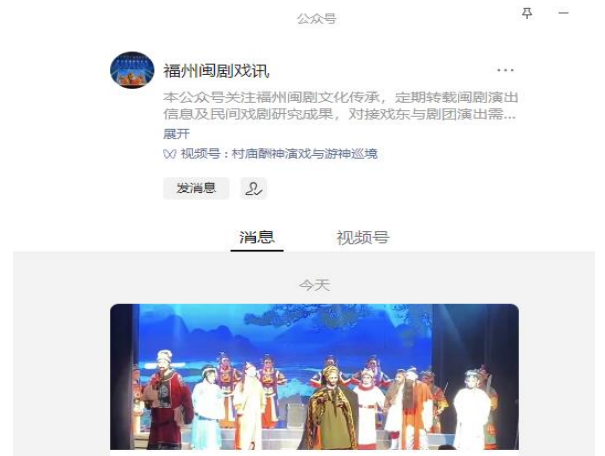 公众号
福州闽剧戏讯
本公众号关注福州闽剧文化传承，定期转载闽剧演出
信息及民间戏剧研究成果，对接戏东与剧团演出需...
展开
视频号：村庙酬神演戏与游神巡境
发消息
消息 视频号
今天